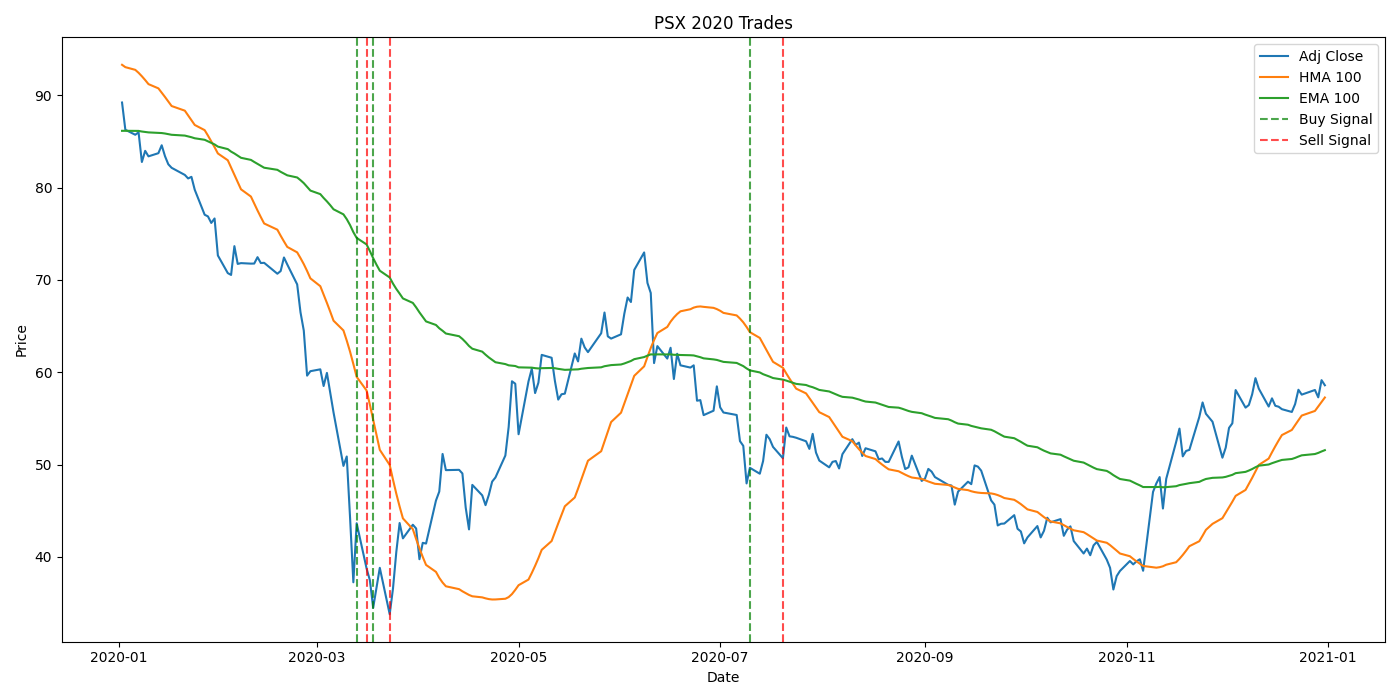 PSX 2020 Trades
Adj Close
HMA 100
EMA 100
Buy Signal
Sell Signal
Price
90
80
70
60
50
40
2020-01
2020-03
2020-05
2020-07
2020-09
2020-11
2021-01
Date